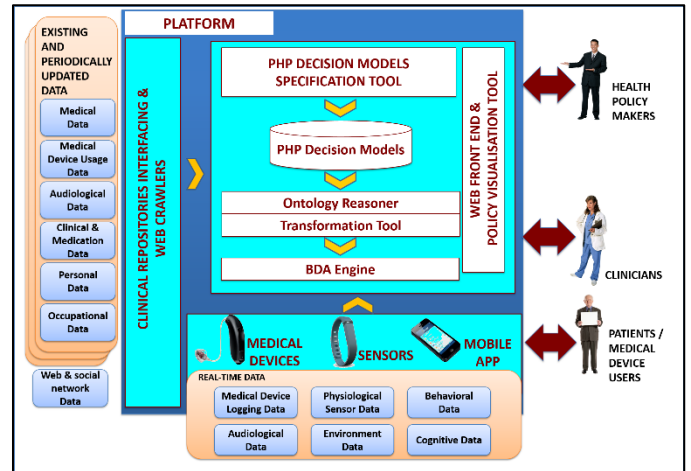 EXISTING
AND
PERIODICALLY
UPDATED
DATA
Medical
Data
Medical
Device Usage
Data
Audiological
Data
Clinical &
Medication
Data
Personal
Data
Occupational
Data
Web & social
network
Data
PLATFORM
CLINICAL REPOSITORIES INTERFACING &
WEB CRAWLERS
PHP DECISION MODELS
SPECIFICATION TOOL
PHP Decision Models
Ontology Reasoner
Transformation Tool
BDA Engine
WEB FRONT END &
POLICY VISUALISATION TOOL
MEDICAL
DEVICES
SENSORS
MOBILE
APP
REAL-TIME DATA
Medical Device
Logging Data
Physiological
Sensor Data
Behavioral
Data
Audiological
Data
Environment
Data
Cognitive Data
HEALTH
POLICY
MAKERS
CLINICIANS
PATIENTS /
MEDICAL
DEVICE
USERS